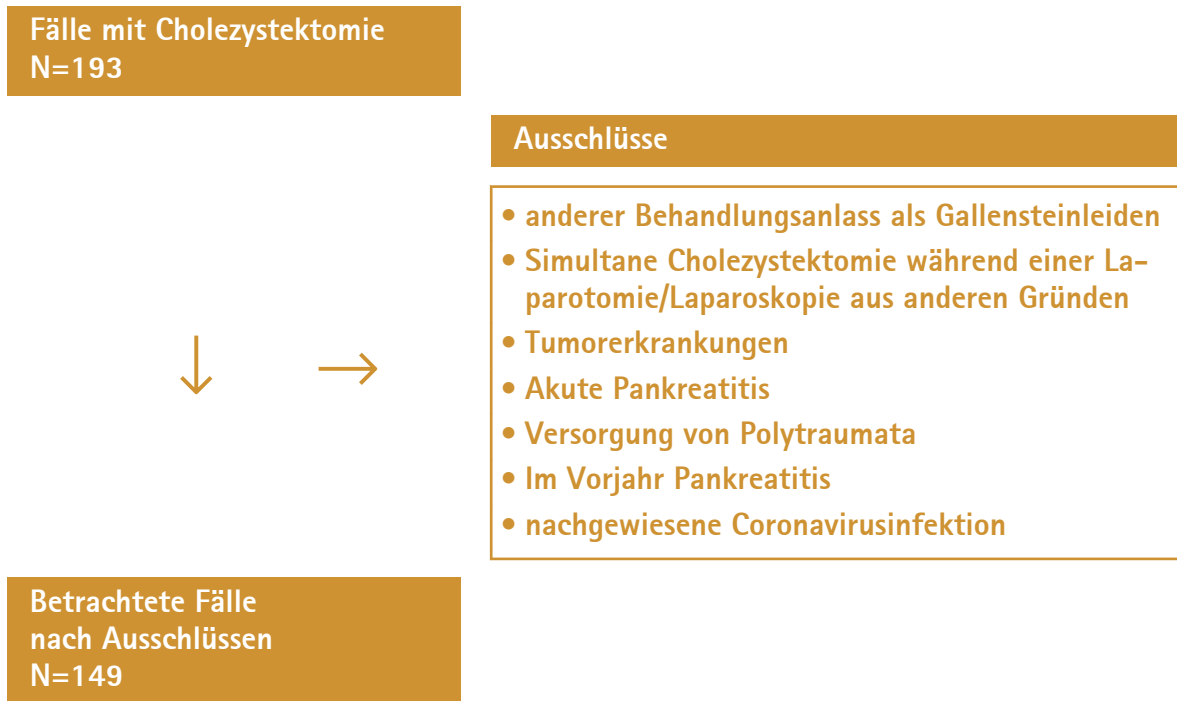 Fälle mit Cholezystektomie
N=193
Ausschlüsse
• anderer Behandlungsanlass als Gallensteinleiden
• Simultane Cholezystektomie während einer La-
parotomie/Laparoskopie aus anderen Gründen
• Tumorerkrankungen
• Akute Pankreatitis
• Versorgung von Polytraumata
• Im Vorjahr Pankreatitis
• nachgewiesene Coronavirusinfektion
Betrachtete Fälle
nach Ausschlüssen
N=149